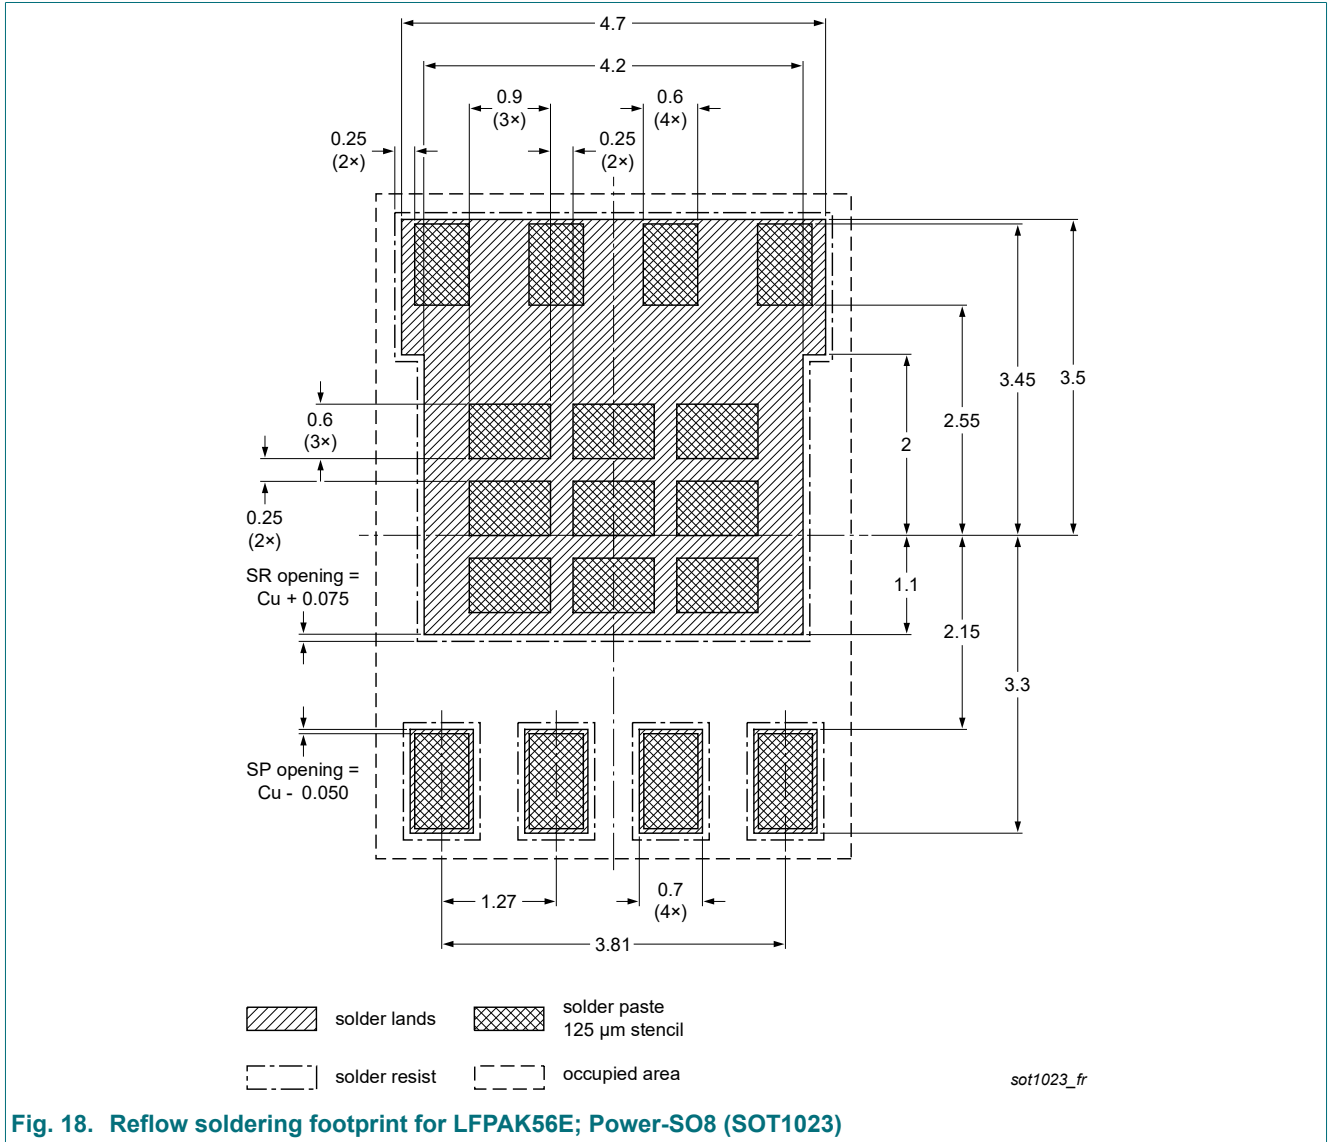 4.7
4.2
0.9
(3×)
0.6
(4×)
0.25
(2×)
0.25
(2×)
3.45
3.5
2.55
2
0.6
(3×)
0.25
(2×)
SR opening =
Cu + 0.075
1.1
2.15
3.3
SP opening =
Cu - 0.050
1.27
0.7
(4×)
3.81
solder lands
solder paste
125 µm stencil
solder resist
occupied area
sot1023_fr
Fig. 18. Reflow soldering footprint for LFPAK56E; Power-SO8 (SOT1023)